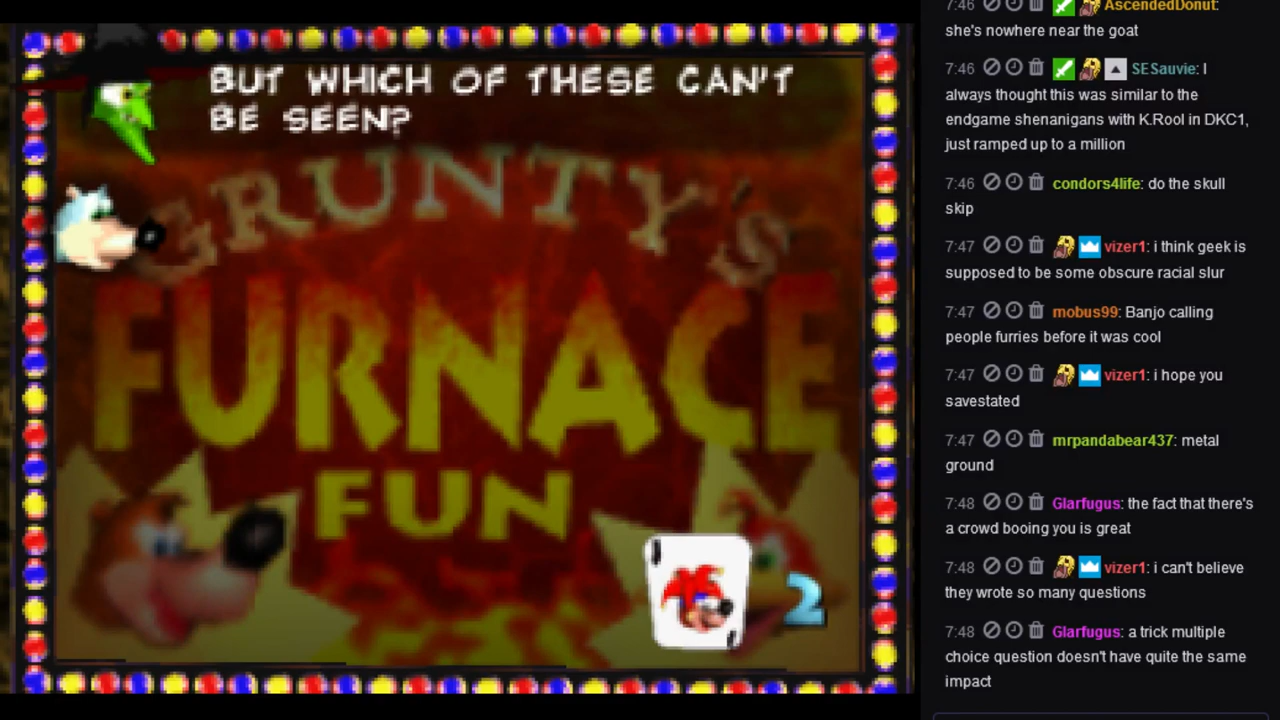 BUT WHICH OF THESE CAN'T
BE SEEN?
GRUNTY'S
FURNACE
FUN
2
7:46 AscendedDonut:
she's nowhere near the goat
7:46 SESauvie: I
always thought this was similar to the
endgame shenanigans with K.Rool in DKC1,
just ramped up to a million
7:46 condors4life: do the skull
skip
7:47 vizer1: i think geek is
supposed to be some obscure racial slur
7:47 mobus99: Banjo calling
people furries before it was cool
7:47 vizer1: i hope you
savestated
7:47 mrpandabear437: metal
ground
7:48 Glarfugus: the fact that there's
a crowd booing you is great
7:48 vizer1: i can't believe
they wrote so many questions
7:48 Glarfugus: a trick multiple
choice question doesn't have quite the same
impact